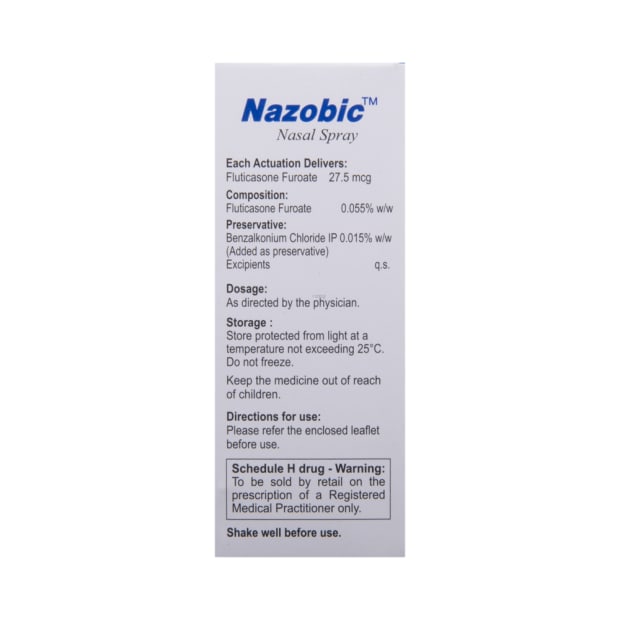 Nazobic™
Nasal Spray
Each Actuation Delivers:
Fluticasone Furoate 27.5 mcg
Composition:
Fluticasone Furoate 0.055% w/w
Preservative:
Benzalkonium Chloride IP 0.015% w/w
(Added as preservative)
Excipients q.s.
Dosage:
As directed by the physician.
Storage :
Store protected from light at a
temperature not exceeding 25°C.
Do not freeze.
Keep the medicine out of reach
of children.
Directions for use:
Please refer the enclosed leaflet
before use.
Schedule H drug - Warning:
To be sold by retail on the
prescription of a Registered
Medical Practitioner only.
Shake well before use.